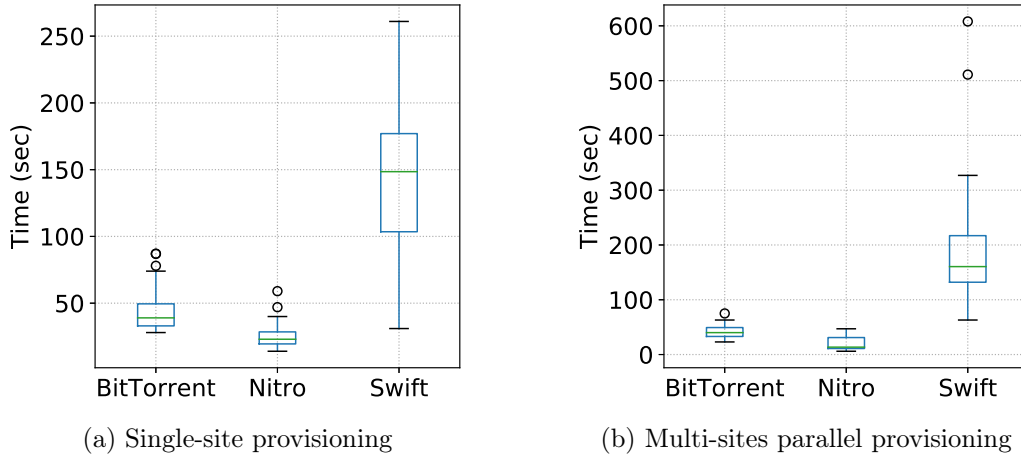 250
200
150
100
50
Time (sec)
BitTorrent Nitro Swift
(a) Single-site provisioning
600
500
400
300
200
100
0
Time (sec)
BitTorrent Nitro Swift
(b) Multi-sites parallel provisioning